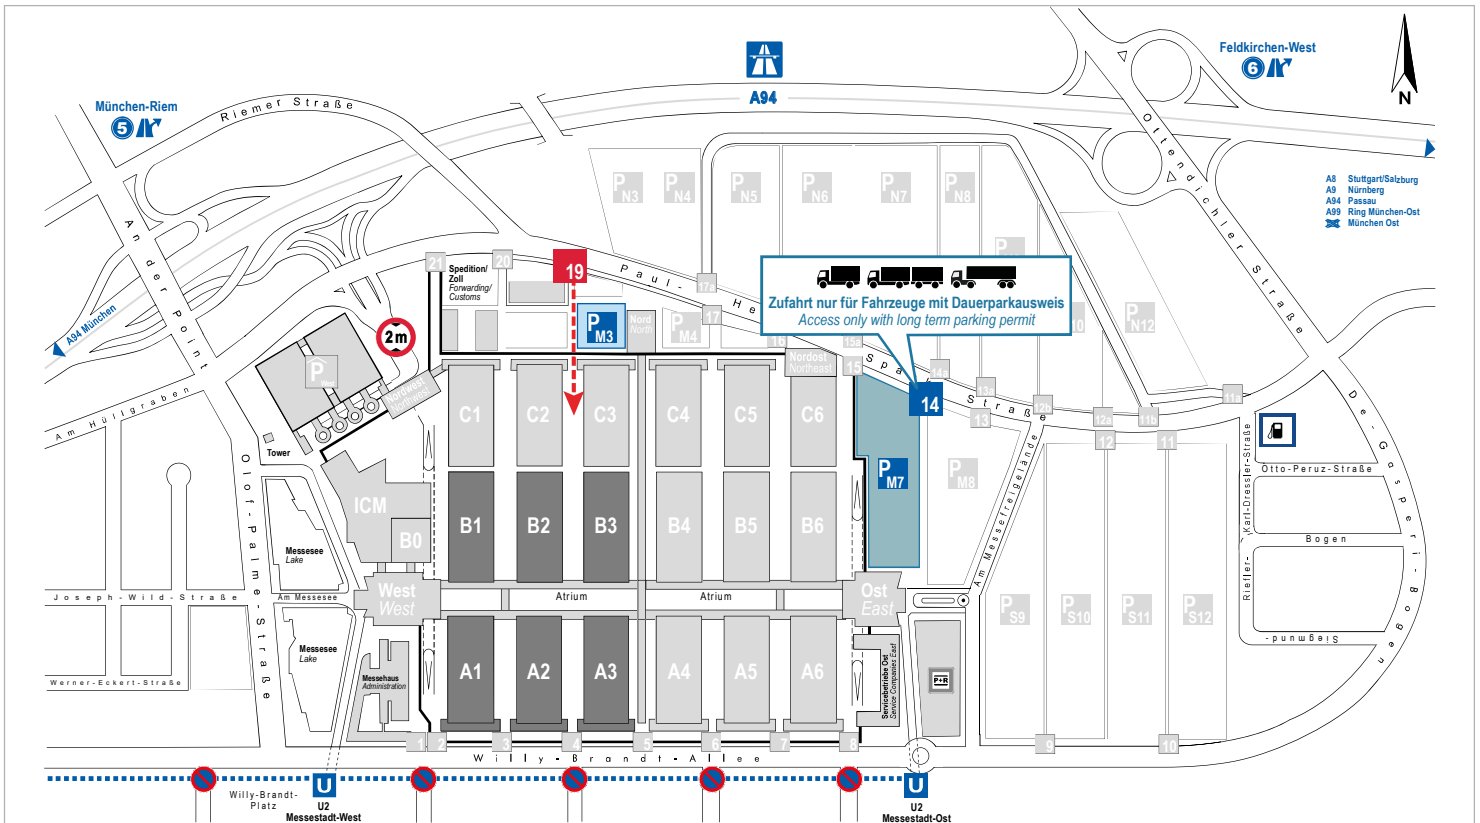 A94
Feldkirchen-West
6
N
München-Riem
5
Riemer Straße
Ottendichler Straße
A8 Stuttgart/Salzburg
A9 Nürnberg
A94 Passau
A99 Ring München-Ost
München Ost
P N3
P N4
P N5
P N6
P N7
P N8
P N12
An der Point
A94 München
21
Spedition/
Zoll
Forwarding/
Customs
20
19
17a
17
16
15a
15
14a
14
13a
13
12b
12a
12
11b
11
11a
Zufahrt nur für Fahrzeuge mit Dauerparkausweis
Access only with long term parking permit
2m
P West
P M3
Nord
North
P M4
Nordost
Northeast
Nordwest
Northwest
Straße
Am Hüllgraben
Tower
Olof-Palme-Straße
C1
C2
C3
C4
C5
C6
P M7
P M8
Am Messefreigelände
Karl-Dressler-Straße
Otto-Peruz-Straße
De-Gasperi-Bogen
ICM
B0
B1
B2
B3
B4
B5
B6
Messesee
Lake
Riefler-
Bogen
Joseph-Wild-Straße
Am Messesee
West
West
Atrium
Atrium
Ost
East
P S9
P S10
P S11
P S12
Siegmund-
Messesee
Lake
Messehaus
Administration
A1
A2
A3
A4
A5
A6
Servicebetriebe Ost
Service Companies East
P+R
Werner-Eckert-Straße
1
2
3
4
5
6
7
8
9
10
Willy-Brandt-Allee
Willy-Brandt-
Platz
U
U2
Messestadt-West
U
U2
Messestadt-Ost